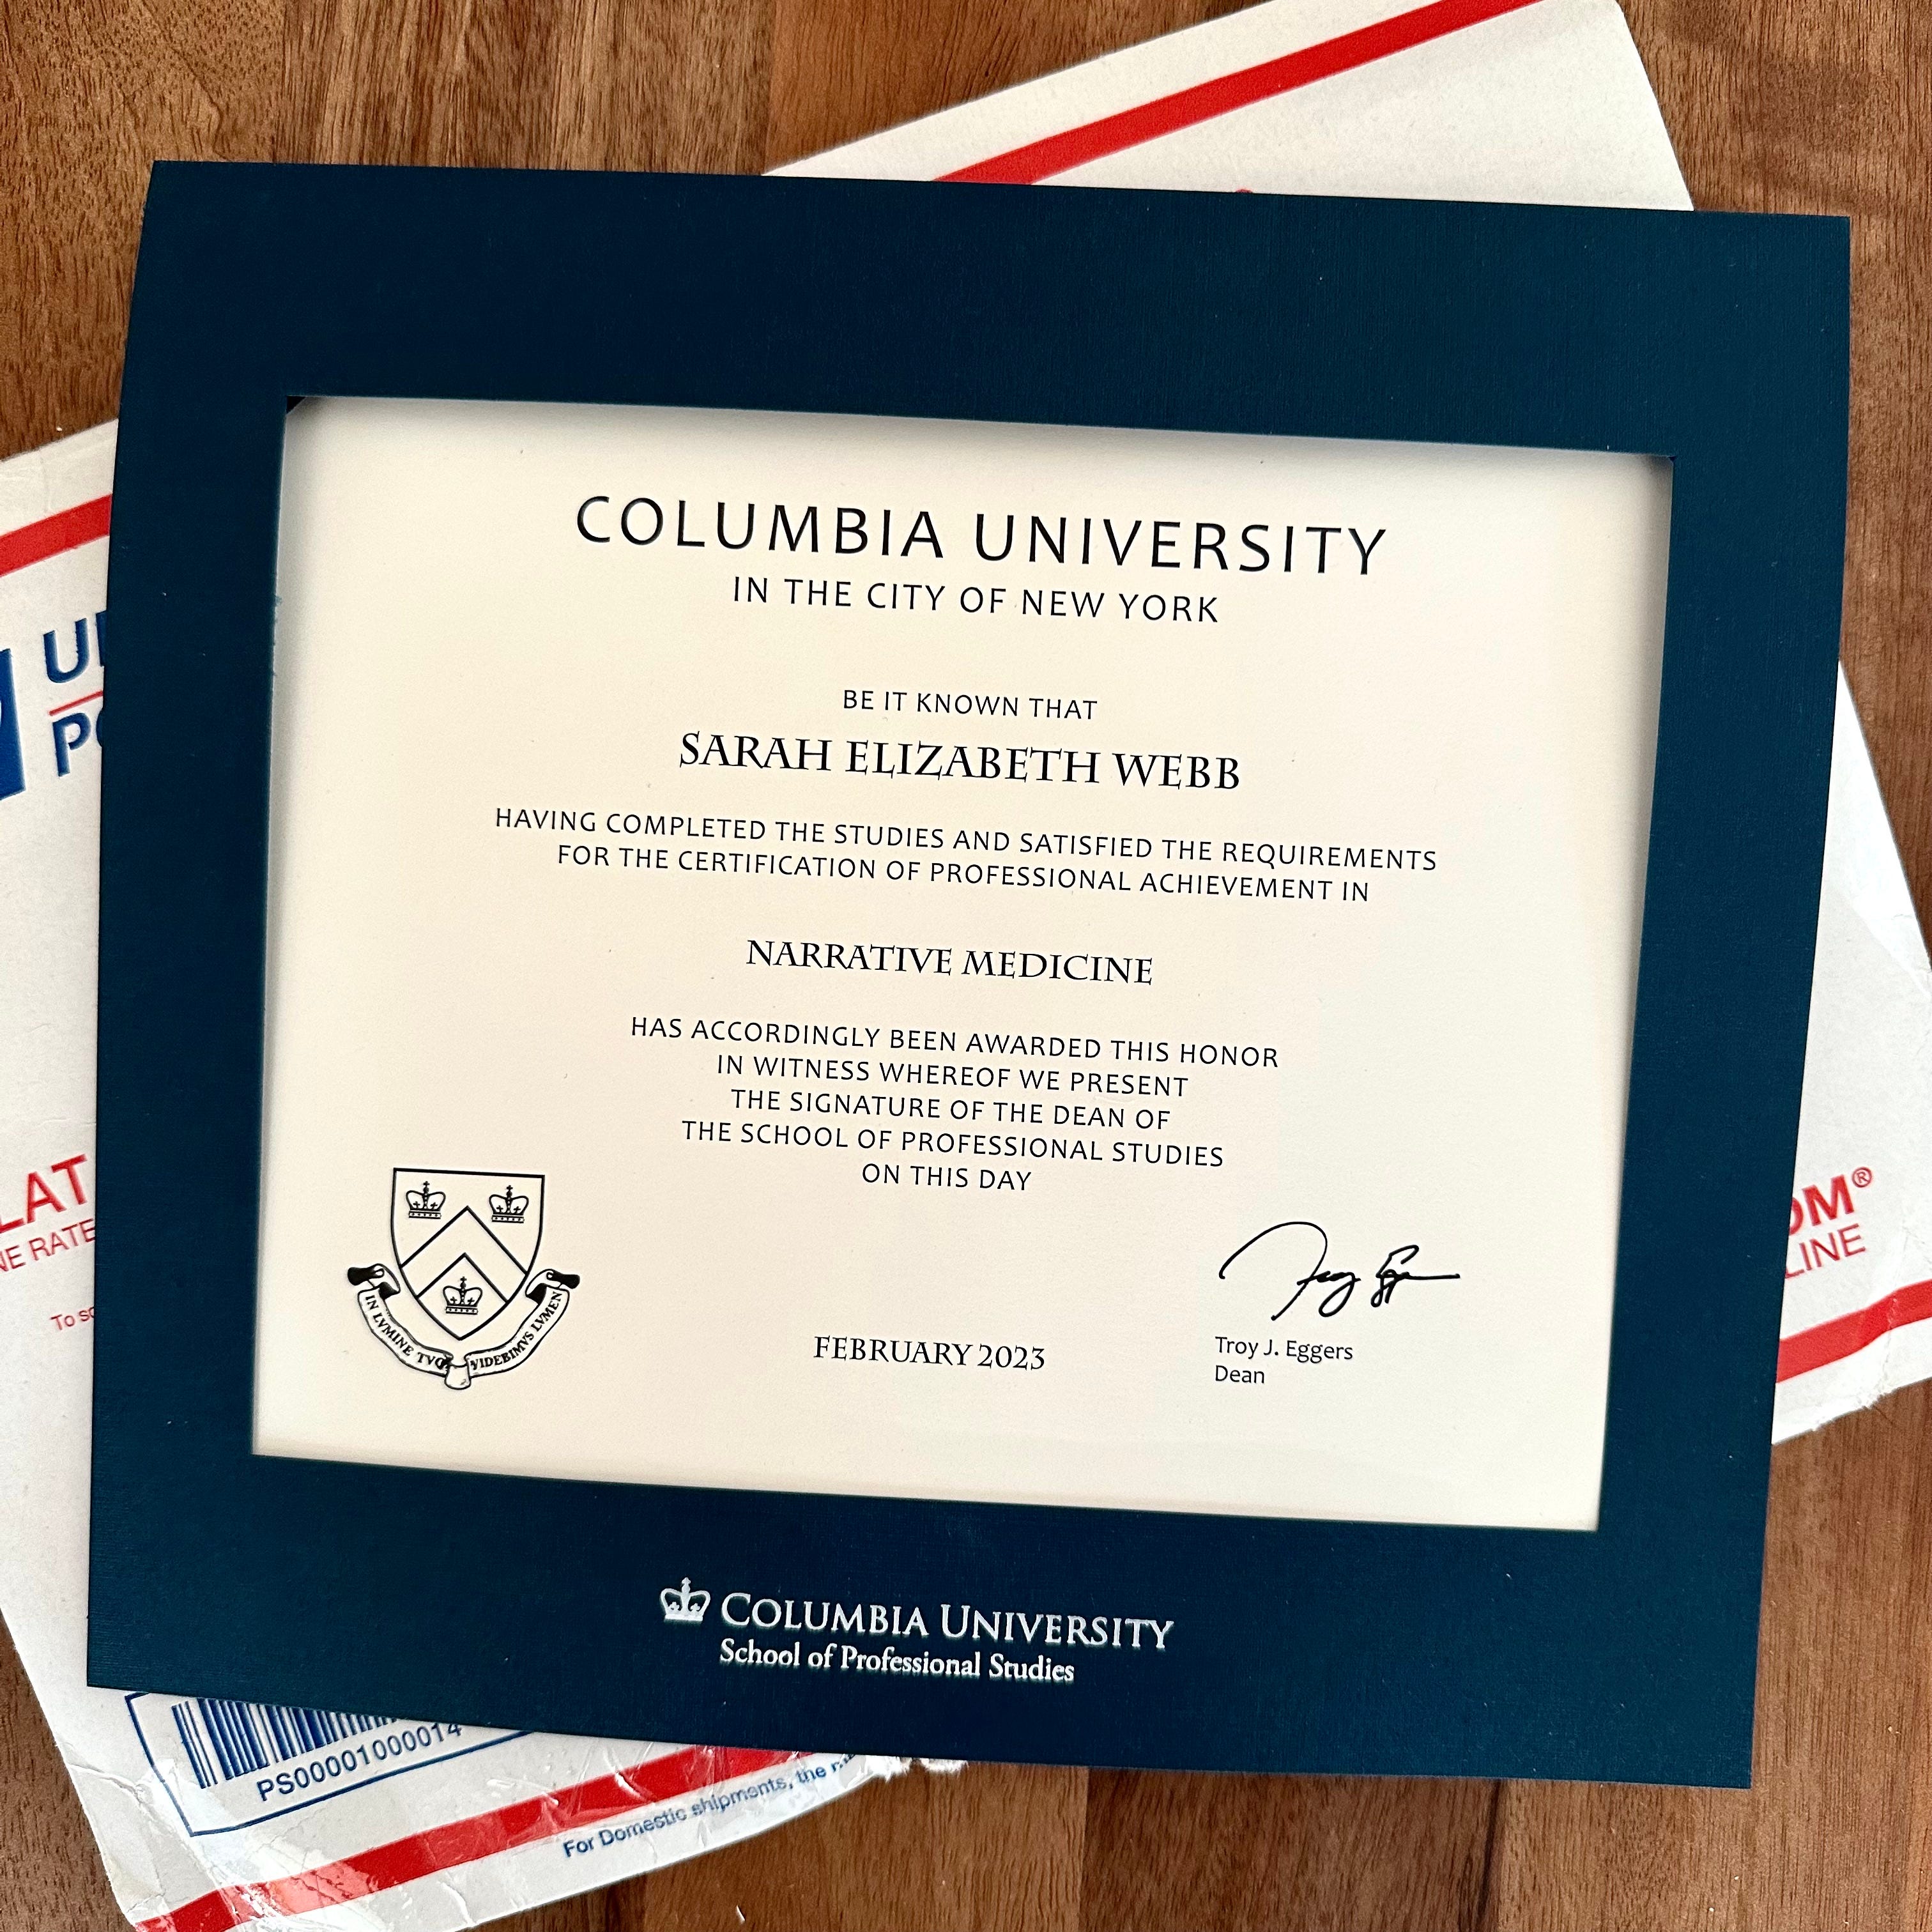 COLUMBIA UNIVERSITY
IN THE CITY OF NEW YORK
BE IT KNOWN THAT
SARAH ELIZABETH WEBB
HAVING COMPLETED THE STUDIES AND SATISFIED THE REQUIREMENTS
FOR THE CERTIFICATION OF PROFESSIONAL ACHIEVEMENT IN
NARRATIVE MEDICINE
HAS ACCORDINGLY BEEN AWARDED THIS HONOR
IN WITNESS WHEREOF WE PRESENT
THE SIGNATURE OF THE DEAN OF
THE SCHOOL OF PROFESSIONAL STUDIES
ON THIS DAY
IN LVMINE TVO VIDEBIMVS LVMEN
FEBRUARY 2023
Troy J. Eggers
Dean
COLUMBIA UNIVERSITY
School of Professional Studies
RATE
LINE
To
PS00001000014
For Domestic shipments, the